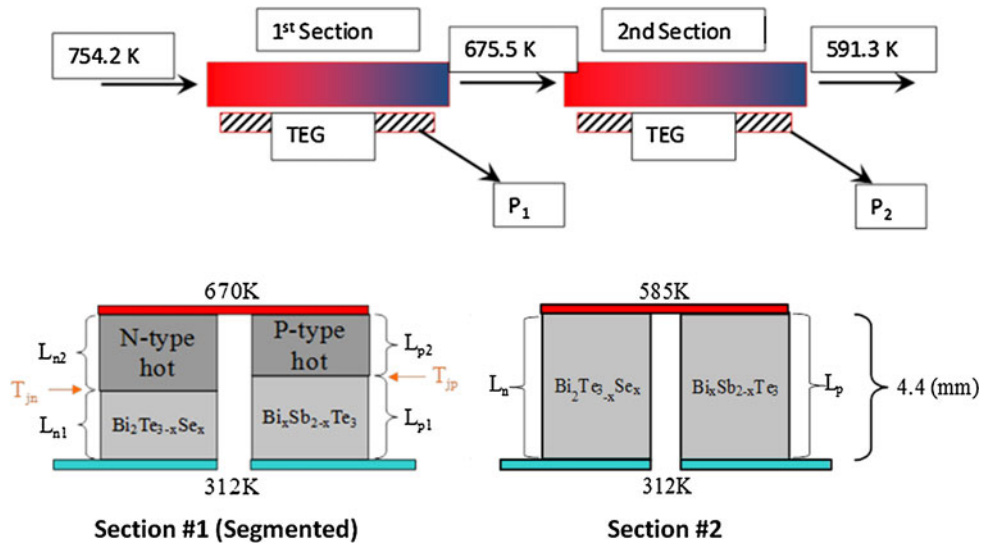 754.2 K
1st Section
675.5 K
2nd Section
591.3 K
TEG
TEG
P1
P2
670K
585K
Ln2
N-type hot
P-type hot
Lp2
Tjn
Tjp
Ln1
Bi2Te3-xSex
BixSb2-xTe3
Lp1
Ln
Bi2Te3-xSex
BixSb2-xTe3
Lp
4.4 (mm)
312K
312K
Section #1 (Segmented)
Section #2